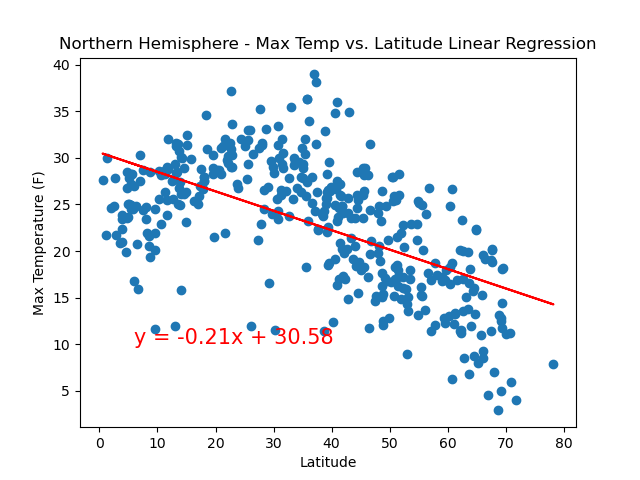 Northern Hemisphere - Max Temp vs. Latitude Linear Regression
40
35
30
25
20
15
10
5
Max Temperature (F)
y = -0.21x + 30.58
0 10 20 30 40 50 60 70 80
Latitude